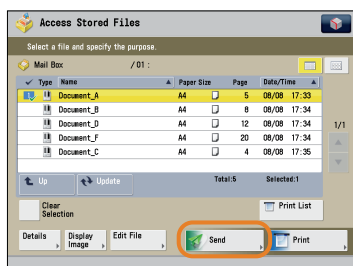 Access Stored Files
Select a file and specify the purpose.
Mail Box / 01 :
Type Name Paper Size Page Date/Time
1 Document_A A4 5 08/08 17:33
Document_B A4 8 08/08 17:34
Document_D A4 12 08/08 17:34
Document_F A4 20 08/08 17:34
Document_C A4 4 08/08 17:35
1/1
Up Update Total:5 Selected:1
Clear Selection Print List
Details Display Image Edit File Send Print